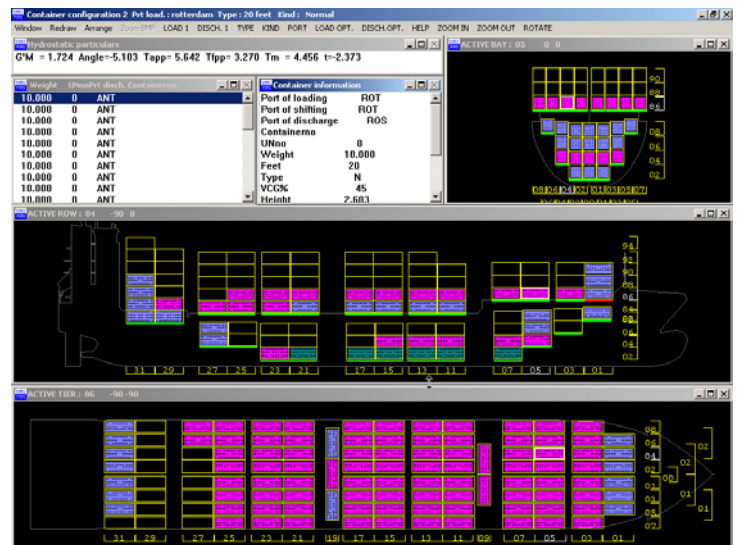 Container configuration 2 Prt load. : rotterdam Type : 20 feet Kind : Normal
Window Redraw Arrange Zoom BMP LOAD 1 DISCH. 1 TYPE KIND PORT LOAD OPT. DISCH.OPT. HELP ZOOM IN ZOOM OUT ROTATE
Hydrostatic particulars
G'M = 1.724 Angle=-5.103 Tapp= 5.642 Tfpp= 3.270 Tm = 4.456 t=-2.373
Weight UNnoPrt disch. Containerno
10.000 0 ANT
10.000 0 ANT
10.000 0 ANT
10.000 0 ANT
10.000 0 ANT
10.000 0 ANT
10.000 0 ANT
10.000 0 ANT
10.000 0 ANT
10.000 0 ANT
Container information
Port of loading ROT
Port of shifting ROT
Port of discharge ROS
Containerno
UNno 0
Weight 10.000
Feet 20
Type N
VCG% 45
Height 2.603
ACTIVE BAY : 05 0 0
90
88
86
08
06
04
02
08 06 04 02 01 03 05 07
ACTIVE ROW : 04 -90 0
94
92
90
88
86
84
06
04
02
31 29 27 25 23 21 17 15 13 11 07 05 03 01
ACTIVE TIER : 86 -90 -90
08
06
04
02
01
03
05
02
02
00
01
02
02
01
01
31 29 27 25 23 21 19 17 15 13 11 09 07 05 03 01